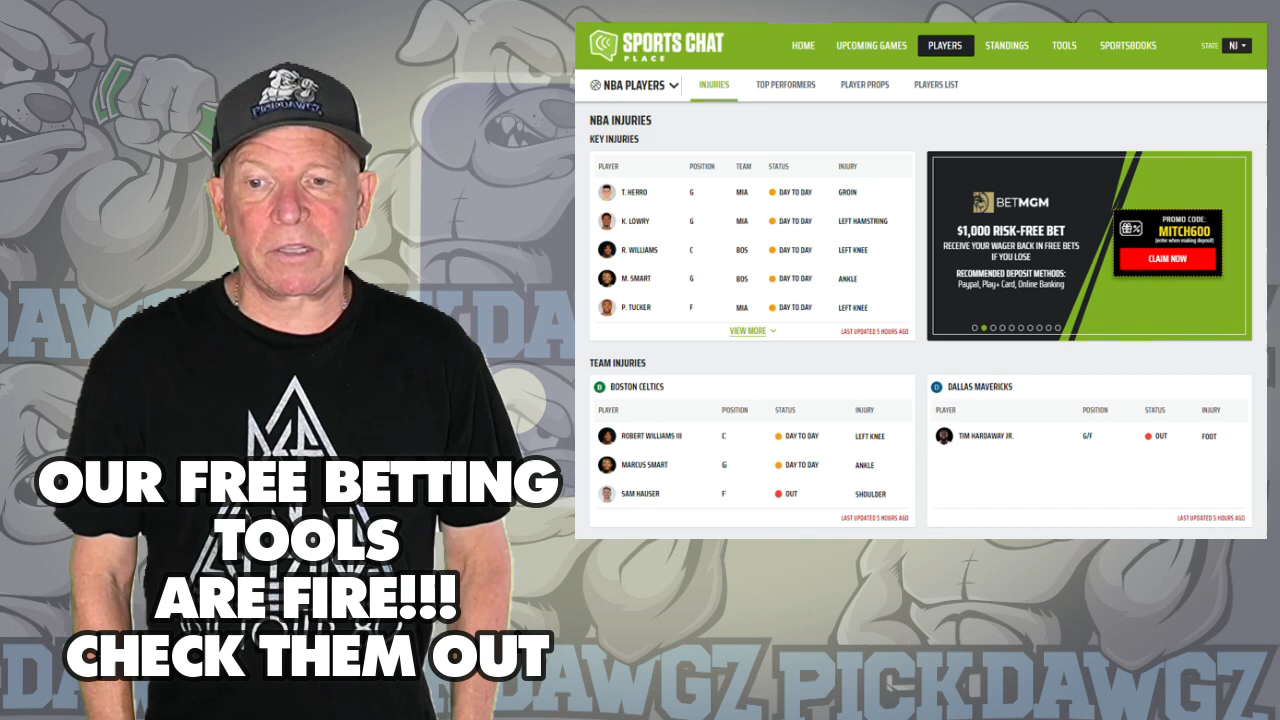 PICKDAWGZ
OUR FREE BETTING
TOOLS
ARE FIRE!!!
CHECK THEM OUT
SPORTS CHAT
PLACE
HOME
UPCOMING GAMES
PLAYERS
STANDINGS
TOOLS
SPORTSBOOKS
STATE
NJ
NBA PLAYERS
INJURIES
TOP PERFORMERS
PLAYER PROPS
PLAYERS LIST
NBA INJURIES
KEY INJURIES
PLAYER POSITION TEAM STATUS INJURY
T. HERRO G MIA DAY TO DAY GROIN
K. LOWRY G MIA DAY TO DAY LEFT HAMSTRING
R. WILLIAMS C BOS DAY TO DAY LEFT KNEE
M. SMART G BOS DAY TO DAY ANKLE
P. TUCKER F MIA DAY TO DAY LEFT KNEE
VIEW MORE
LAST UPDATED 5 HOURS AGO
BETMGM
$1,000 RISK-FREE BET
RECEIVE YOUR WAGER BACK IN FREE BETS
IF YOU LOSE
RECOMMENDED DEPOSIT METHODS:
Paypal, Play+ Card, Online Banking
PROMO CODE:
MITCH600
(enter when making deposit)
CLAIM NOW
TEAM INJURIES
B BOSTON CELTICS
PLAYER POSITION STATUS INJURY
ROBERT WILLIAMS III C DAY TO DAY LEFT KNEE
MARCUS SMART G DAY TO DAY ANKLE
SAM HAUSER F OUT SHOULDER
LAST UPDATED 5 HOURS AGO
D DALLAS MAVERICKS
PLAYER POSITION STATUS INJURY
TIM HARDAWAY JR. G/F OUT FOOT
LAST UPDATED 5 HOURS AGO
PICKDAWGZ